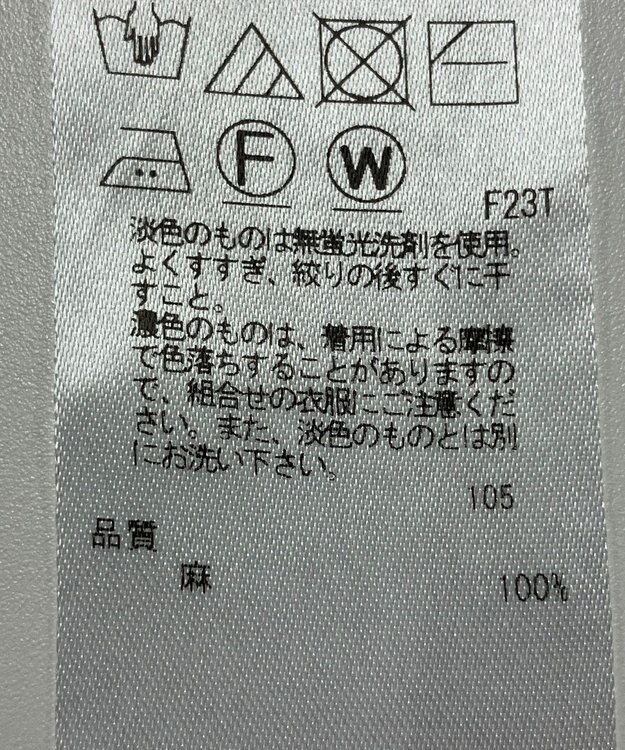 F
W
F23T
淡色のものは無蛍光洗剤を使用。
よくすすぎ、絞りの後すぐに干
すこと。
濃色のものは、着用による摩擦
で色落ちすることがありますの
で、組合せの衣服にご注意くだ
さい。また、淡色のものとは別
にお洗い下さい。
105
品質
麻 100%